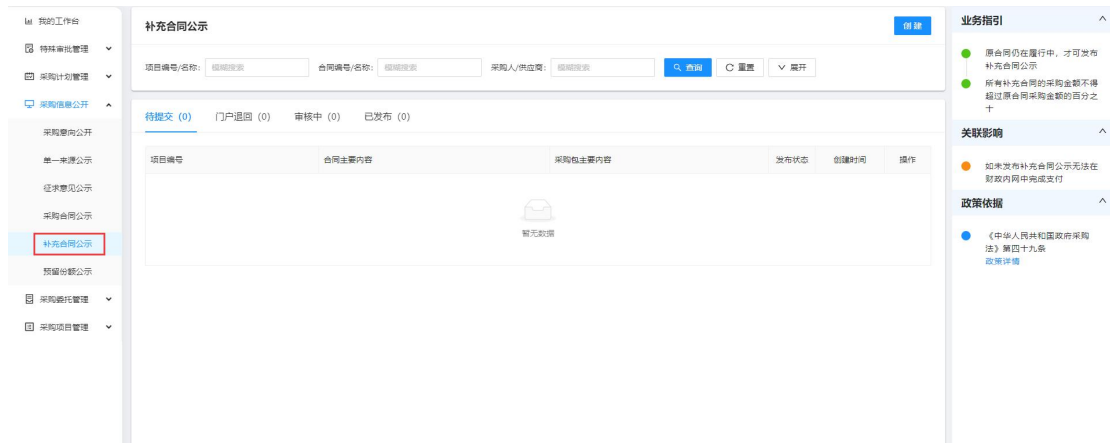 我的工作台
特殊审批管理
采购计划管理
采购信息公开
采购意向公开
单一来源公示
征求意见公示
采购合同公示
补充合同公示
预留份额公示
采购委托管理
采购项目管理
补充合同公示
创建
项目编号/名称: 模糊搜索 合同编号/名称: 模糊搜索 采购人/供应商: 模糊搜索 查询 重置 展开
待提交 (0) 门户退回 (0) 审核中 (0) 已发布 (0)
项目编号 合同主要内容 采购包主要内容 发布状态 创建时间 操作
暂无数据
业务指引
原合同仍在履行中，才可发布
补充合同公示
所有补充合同的采购金额不得
超过原合同采购金额的百分之
十
关联影响
如未发布补充合同公示无法在
财政内网中完成支付
政策依据
《中华人民共和国政府采购
法》第四十九条
政策详情